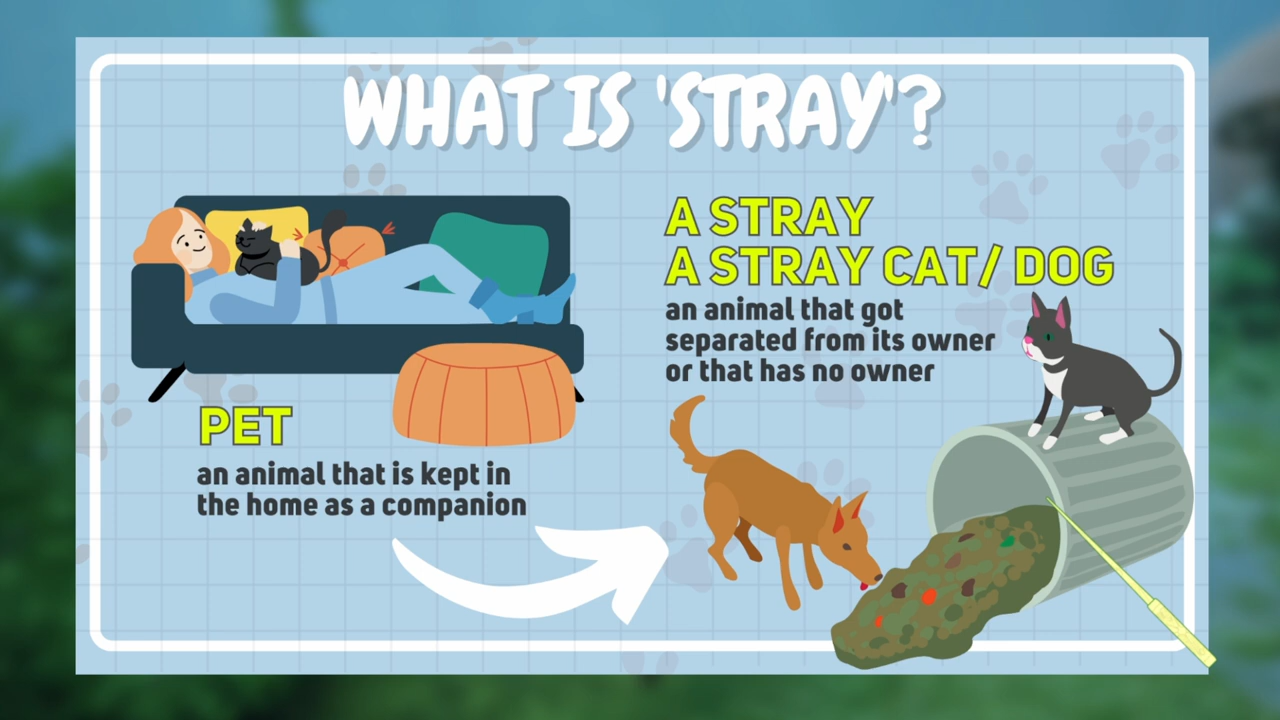 WHAT IS 'STRAY'?
PET
an animal that is kept in
the home as a companion
A STRAY
A STRAY CAT/ DOG
an animal that got
separated from its owner
or that has no owner